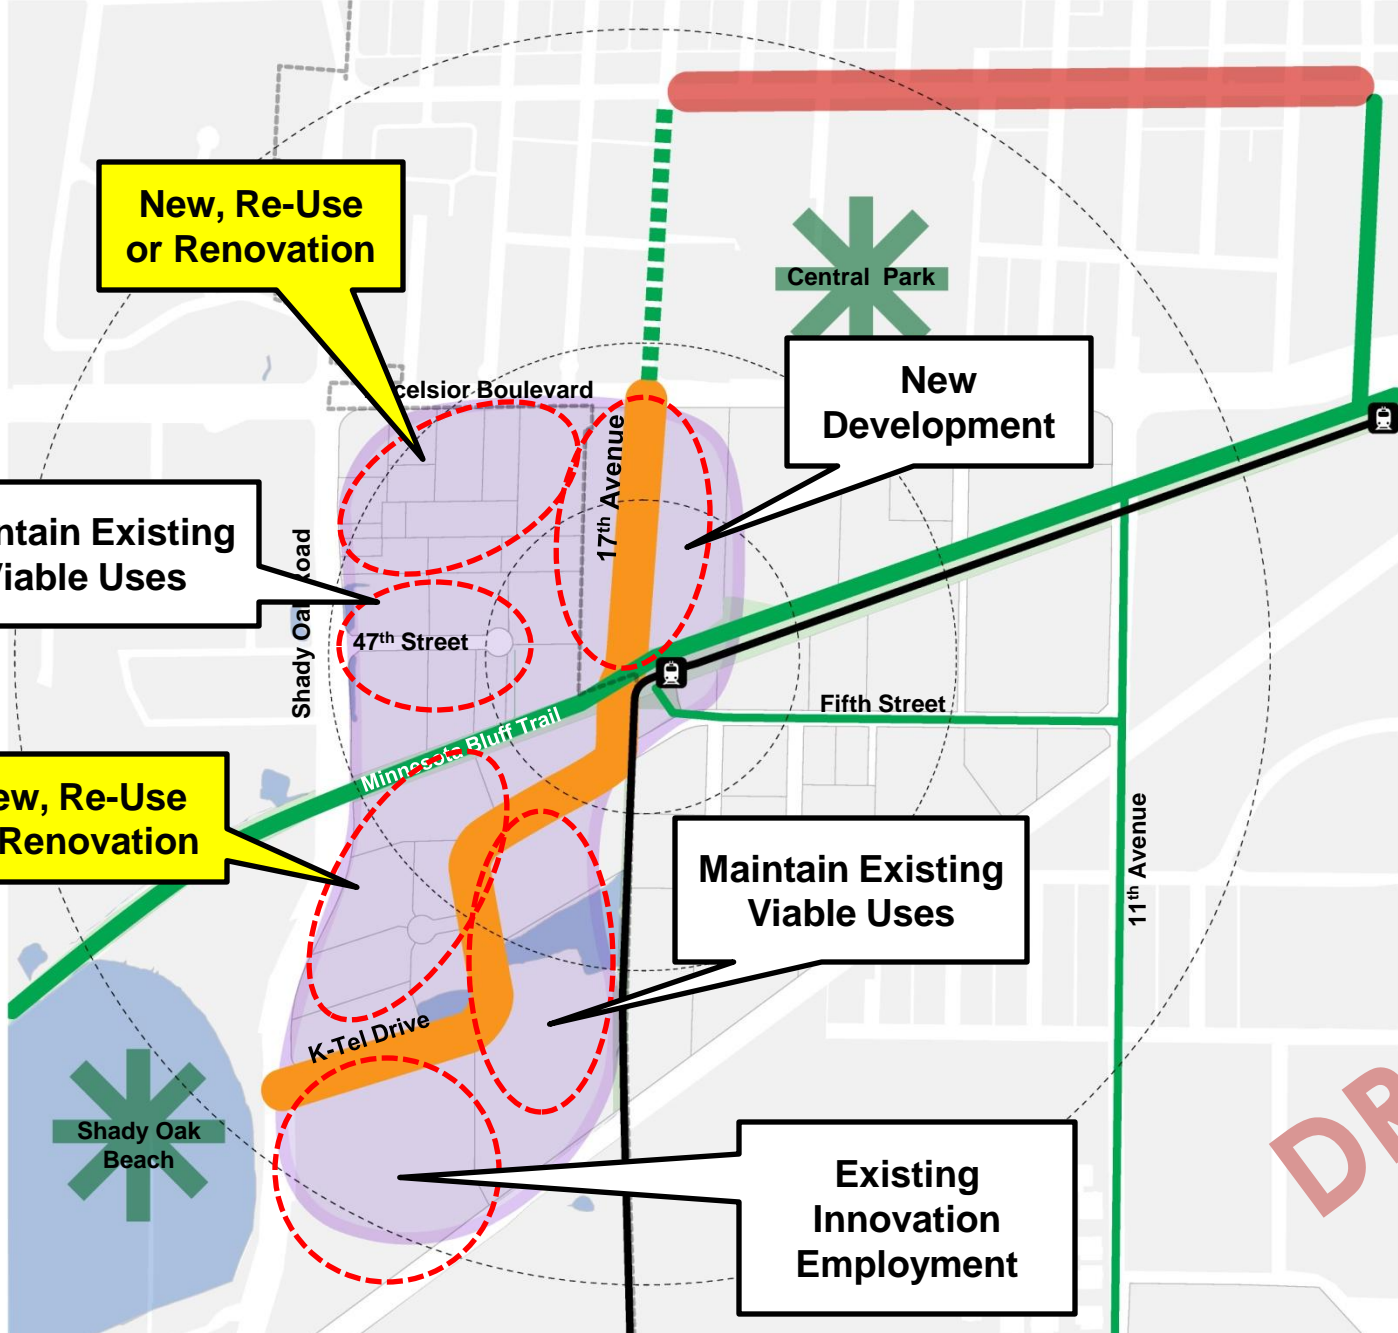 New, Re-Use
or Renovation
Central Park
New
Development
celsior Boulevard
17th Avenue
ntain Existing
Viable Uses
Shady Oa
oad
47th Street
Fifth Street
Minnesota Bluff Trail
ew, Re-Use
Renovation
Maintain Existing
Viable Uses
11th Avenue
K-Tel Drive
Shady Oak
Beach
Existing
Innovation
Employment
DR